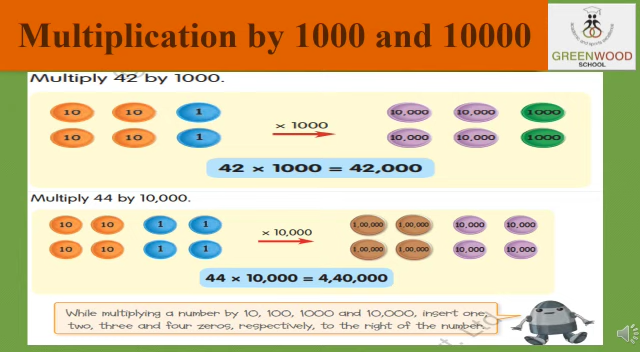 Multiplication by 1000 and 10000
GREENWOOD
SCHOOL
Multiply 42 by 1000.
10 10 1 10,000 10,000 1000
× 1000
10 10 1 10,000 10,000 1000
42 × 1000 = 42,000
Multiply 44 by 10,000.
10 10 1 1 1,00,000 1,00,000 10,000 10,000
× 10,000
10 10 1 1 1,00,000 1,00,000 10,000 10,000
44 × 10,000 = 4,40,000
While multiplying a number by 10, 100, 1000 and 10,000, insert one,
two, three and four zeros, respectively, to the right of the number.